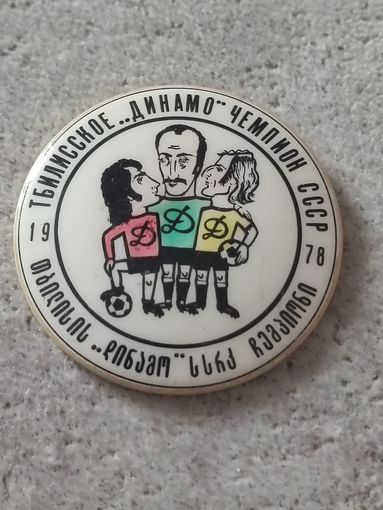 ТБИЛИССКОЕ „ДИНАМО" ЧЕМПИОН СССР
19 78
Д Д Д
თბილისის „დინამო" სსრკ ჩემპიონი